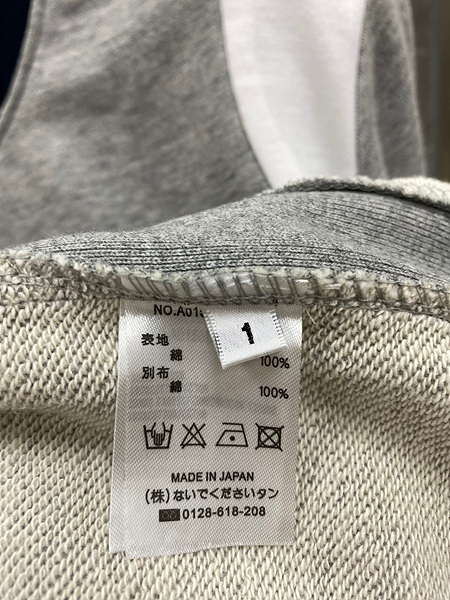 NO.A01
1
表地
綿 100%
別布
綿 100%
MADE IN JAPAN
(株)ないでくださいタン
0128-618-208